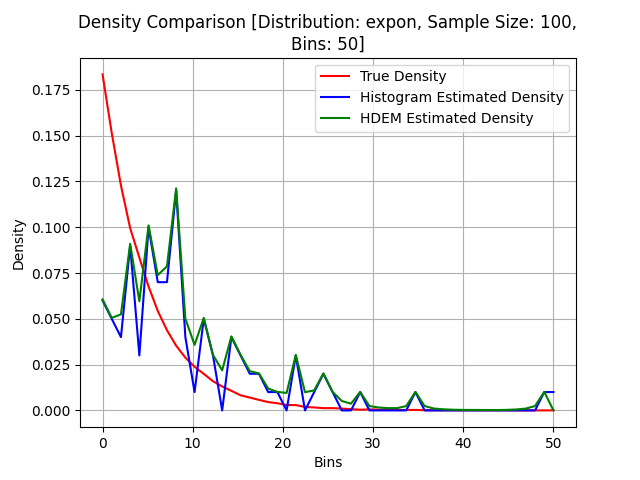 Density Comparison [Distribution: expon, Sample Size: 100,
Bins: 50]
True Density
Histogram Estimated Density
HDEM Estimated Density
Density
0.175
0.150
0.125
0.100
0.075
0.050
0.025
0.000
0 10 20 30 40 50
Bins